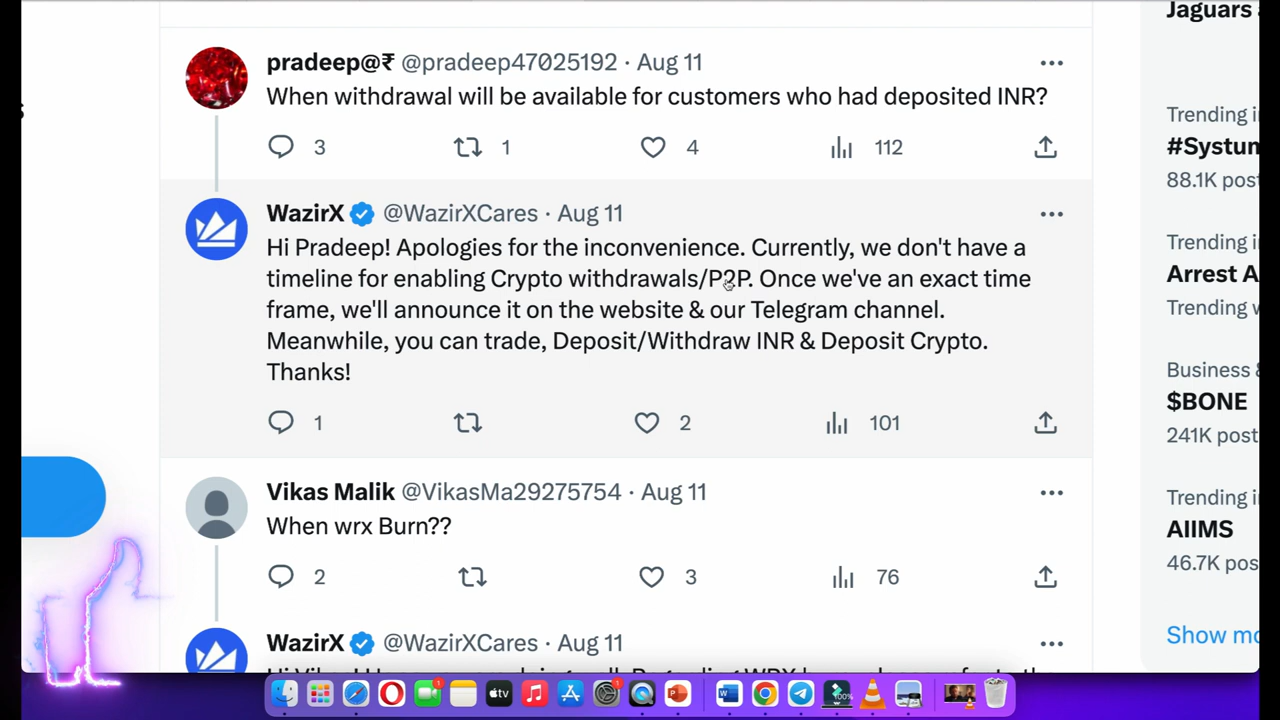 Jaguars
pradeep@₹ @pradeep47025192 · Aug 11
When withdrawal will be available for customers who had deposited INR?
3 1 4 112
WazirX @WazirXCares · Aug 11
Hi Pradeep! Apologies for the inconvenience. Currently, we don't have a
timeline for enabling Crypto withdrawals/P2P. Once we've an exact time
frame, we'll announce it on the website & our Telegram channel.
Meanwhile, you can trade, Deposit/Withdraw INR & Deposit Crypto.
Thanks!
1 2 101
Vikas Malik @VikasMa29275754 · Aug 11
When wrx Burn??
2 3 76
WazirX @WazirXCares · Aug 11
Trending i
#Systum
88.1K post
Trending i
Arrest A
Trending w
Business &
$BONE
241K post
Trending i
AIIMS
46.7K pos
Show mo
tv
1
1
100%
W
P